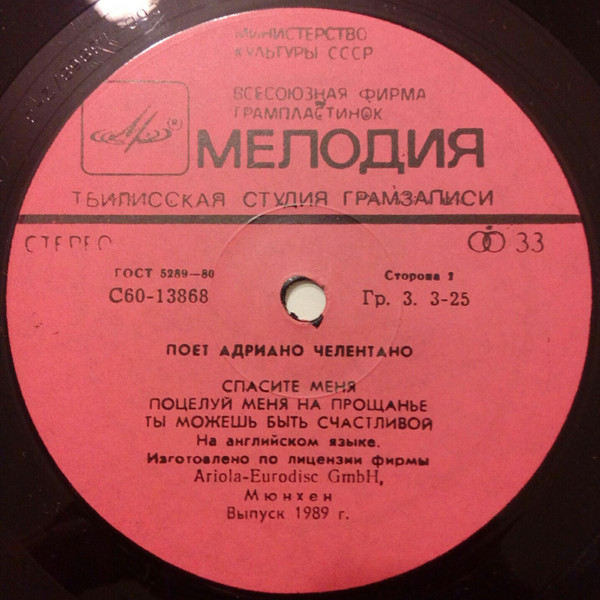 МИНИСТЕРСТВО
КУЛЬТУРЫ СССР
ВСЕСОЮЗНАЯ ФИРМА
ГРАМПЛАСТИНОК
МЕЛОДИЯ
ТБИЛИССКАЯ СТУДИЯ ГРАМЗАПИСИ
СТЕРЕО 33
ГОСТ 5289—80 Сторона 2
С60-13868 Гр. 3. 3-25
ПОЕТ АДРИАНО ЧЕЛЕНТАНО
СПАСИТЕ МЕНЯ
ПОЦЕЛУЙ МЕНЯ НА ПРОЩАНЬЕ
ТЫ МОЖЕШЬ БЫТЬ СЧАСТЛИВОЙ
На английском языке.
Изготовлено по лицензии фирмы
Ariola-Eurodisc GmbH,
Мюнхен
Выпуск 1989 г.